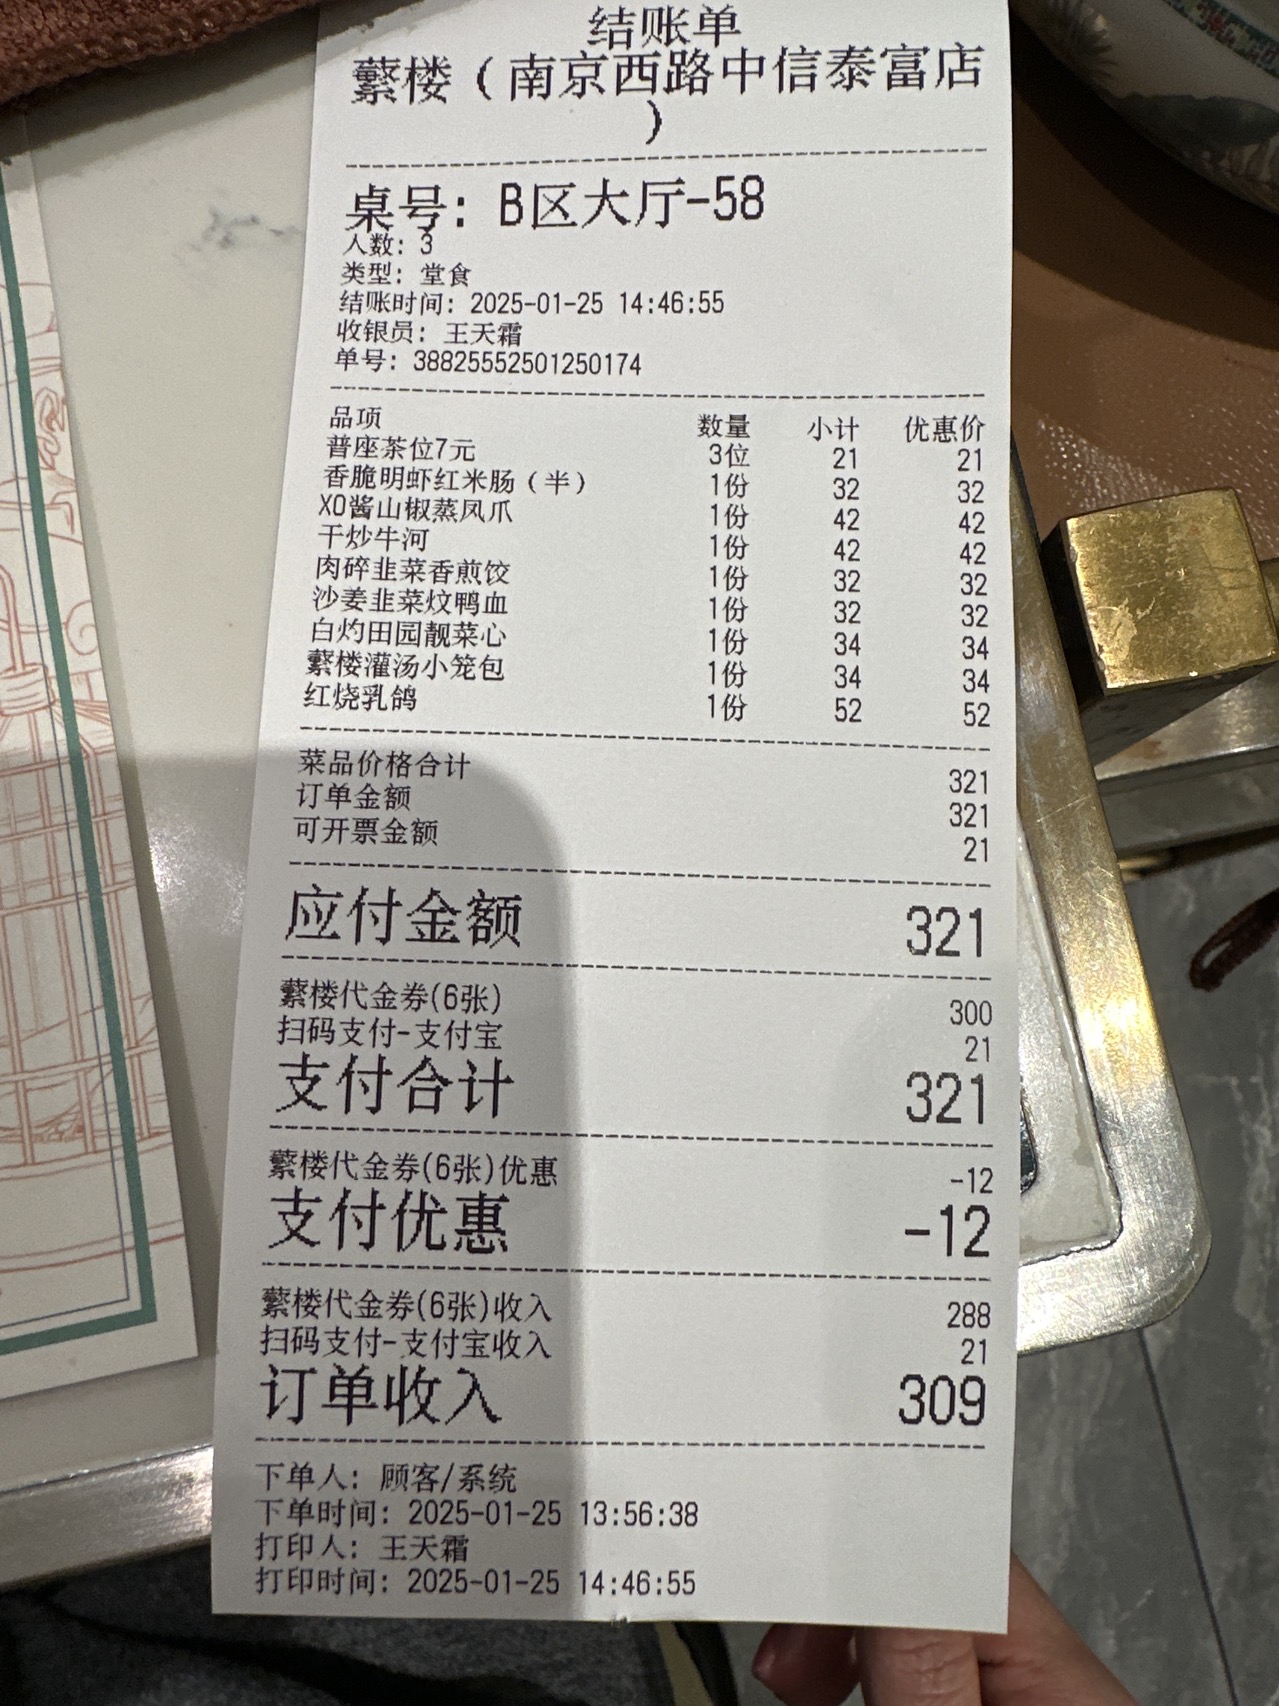 结账单
蘩楼（南京西路中信泰富店
）
桌号：B区大厅-58
人数：3
类型：堂食
结账时间：2025-01-25 14:46:55
收银员：王天霜
单号：38825552501250174
品项 数量 小计 优惠价
普座茶位7元 3位 21 21
香脆明虾红米肠（半） 1份 32 32
XO酱山椒蒸凤爪 1份 42 42
干炒牛河 1份 42 42
肉碎韭菜香煎饺 1份 32 32
沙姜韭菜炆鸭血 1份 32 32
白灼田园靓菜心 1份 34 34
蘩楼灌汤小笼包 1份 34 34
红烧乳鸽 1份 52 52
菜品价格合计 321
订单金额 321
可开票金额 21
应付金额 321
蘩楼代金券(6张) 300
扫码支付-支付宝 21
支付合计 321
蘩楼代金券(6张)优惠 -12
支付优惠 -12
蘩楼代金券(6张)收入 288
扫码支付-支付宝收入 21
订单收入 309
下单人：顾客/系统
下单时间：2025-01-25 13:56:38
打印人：王天霜
打印时间：2025-01-25 14:46:55